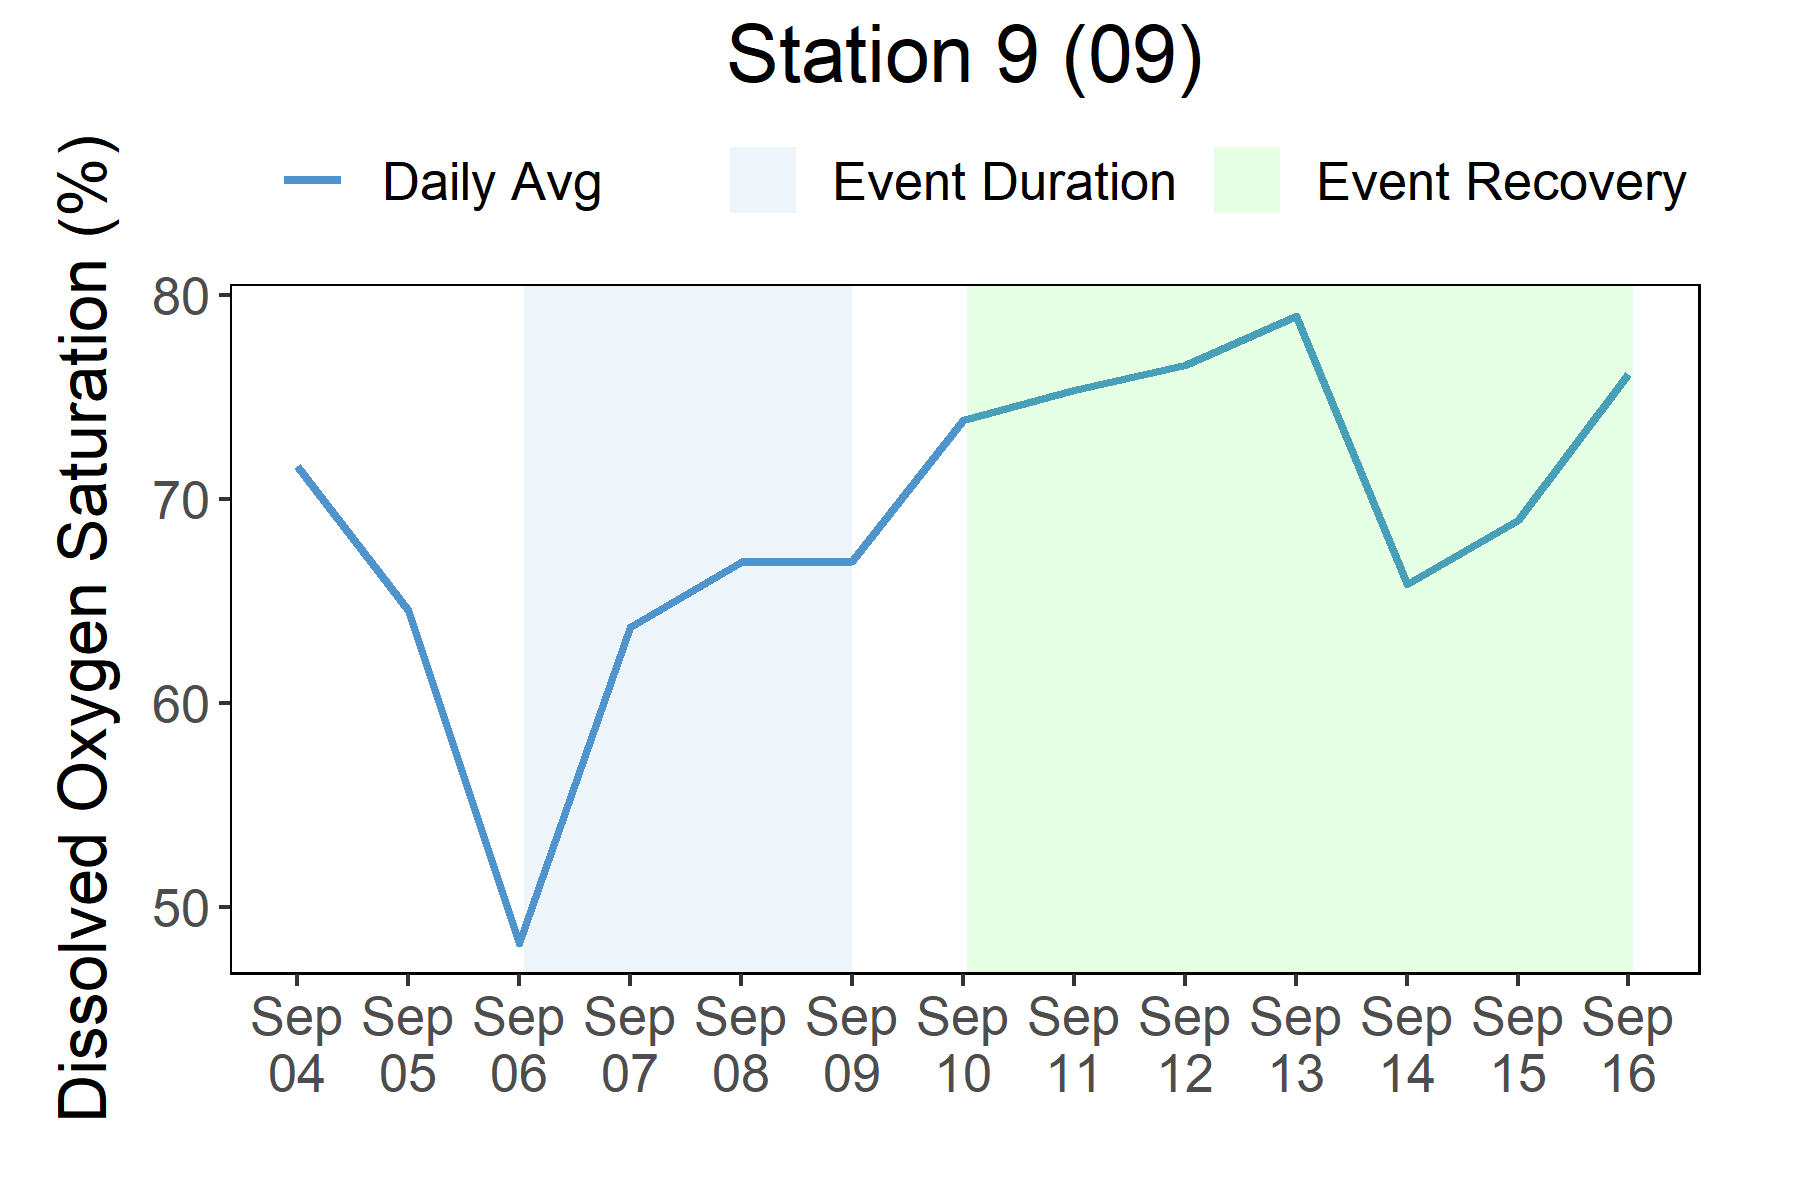 Station 9 (09)
Daily Avg
Event Duration
Event Recovery
Dissolved Oxygen Saturation (%)
80
70
60
50
Sep 04
Sep 05
Sep 06
Sep 07
Sep 08
Sep 09
Sep 10
Sep 11
Sep 12
Sep 13
Sep 14
Sep 15
Sep 16